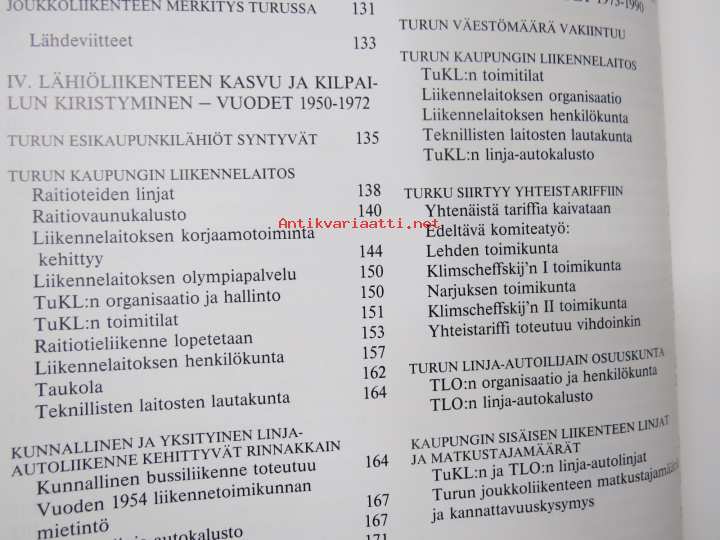 JOUKKOLIIKENTEEN MERKITYS TURUSSA 131
Lähdeviitteet 133
IV. LÄHIÖLIIKENTEEN KASVU JA KILPAI-
LUN KIRISTYMINEN – VUODET 1950-1972
TURUN ESIKAUPUNKILÄHIÖT SYNTYVÄT 135
TURUN KAUPUNGIN LIIKENNELAITOS
Raitioteiden linjat 138
Raitiovaunukalusto 140
Liikennelaitoksen korjaamotoiminta
kehittyy 144
Liikennelaitoksen olympiapalvelu 150
TuKL:n organisaatio ja hallinto 150
TuKL:n toimitilat 151
Raitiotieliikenne lopetetaan 153
Liikennelaitoksen henkilökunta 157
Taukola 162
Teknillisten laitosten lautakunta 164
KUNNALLINEN JA YKSITYINEN LINJA-
AUTOLIIKENNE KEHITTYVÄT RINNAKKAIN
Kunnallinen bussiliikenne toteutuu 164
Vuoden 1954 liikennetoimikunnan
mietintö 167
167
autokalusto 171
1973-1990
TURUN VÄESTÖMÄÄRÄ VAKIINTUU
TURUN KAUPUNGIN LIIKENNELAITOS
TuKL:n toimitilat
Liikennelaitoksen organisaatio
Liikennelaitoksen henkilökunta
Teknillisten laitosten lautakunta
TuKL:n linja-autokalusto
TURKU SIIRTYY YHTEISTARIFFIIN
Yhtenäistä tariffia kaivataan
Edeltävä komiteatyö:
Lehden toimikunta
Klimscheffskij'n I toimikunta
Narjuksen toimikunta
Klimscheffskij'n II toimikunta
Yhteistariffi toteutuu vihdoinkin
TURUN LINJA-AUTOILIJAIN OSUUSKUNTA
TLO:n organisaatio ja henkilökunta
TLO:n linja-autokalusto
KAUPUNGIN SISÄISEN LIIKENTEEN LINJAT
JA MATKUSTAJAMÄÄRÄT
TuKL:n ja TLO:n linja-autolinjat
Turun joukkoliikenteen matkustajamäärät
ja kannattavuuskysymys
Antikvariaatti.net